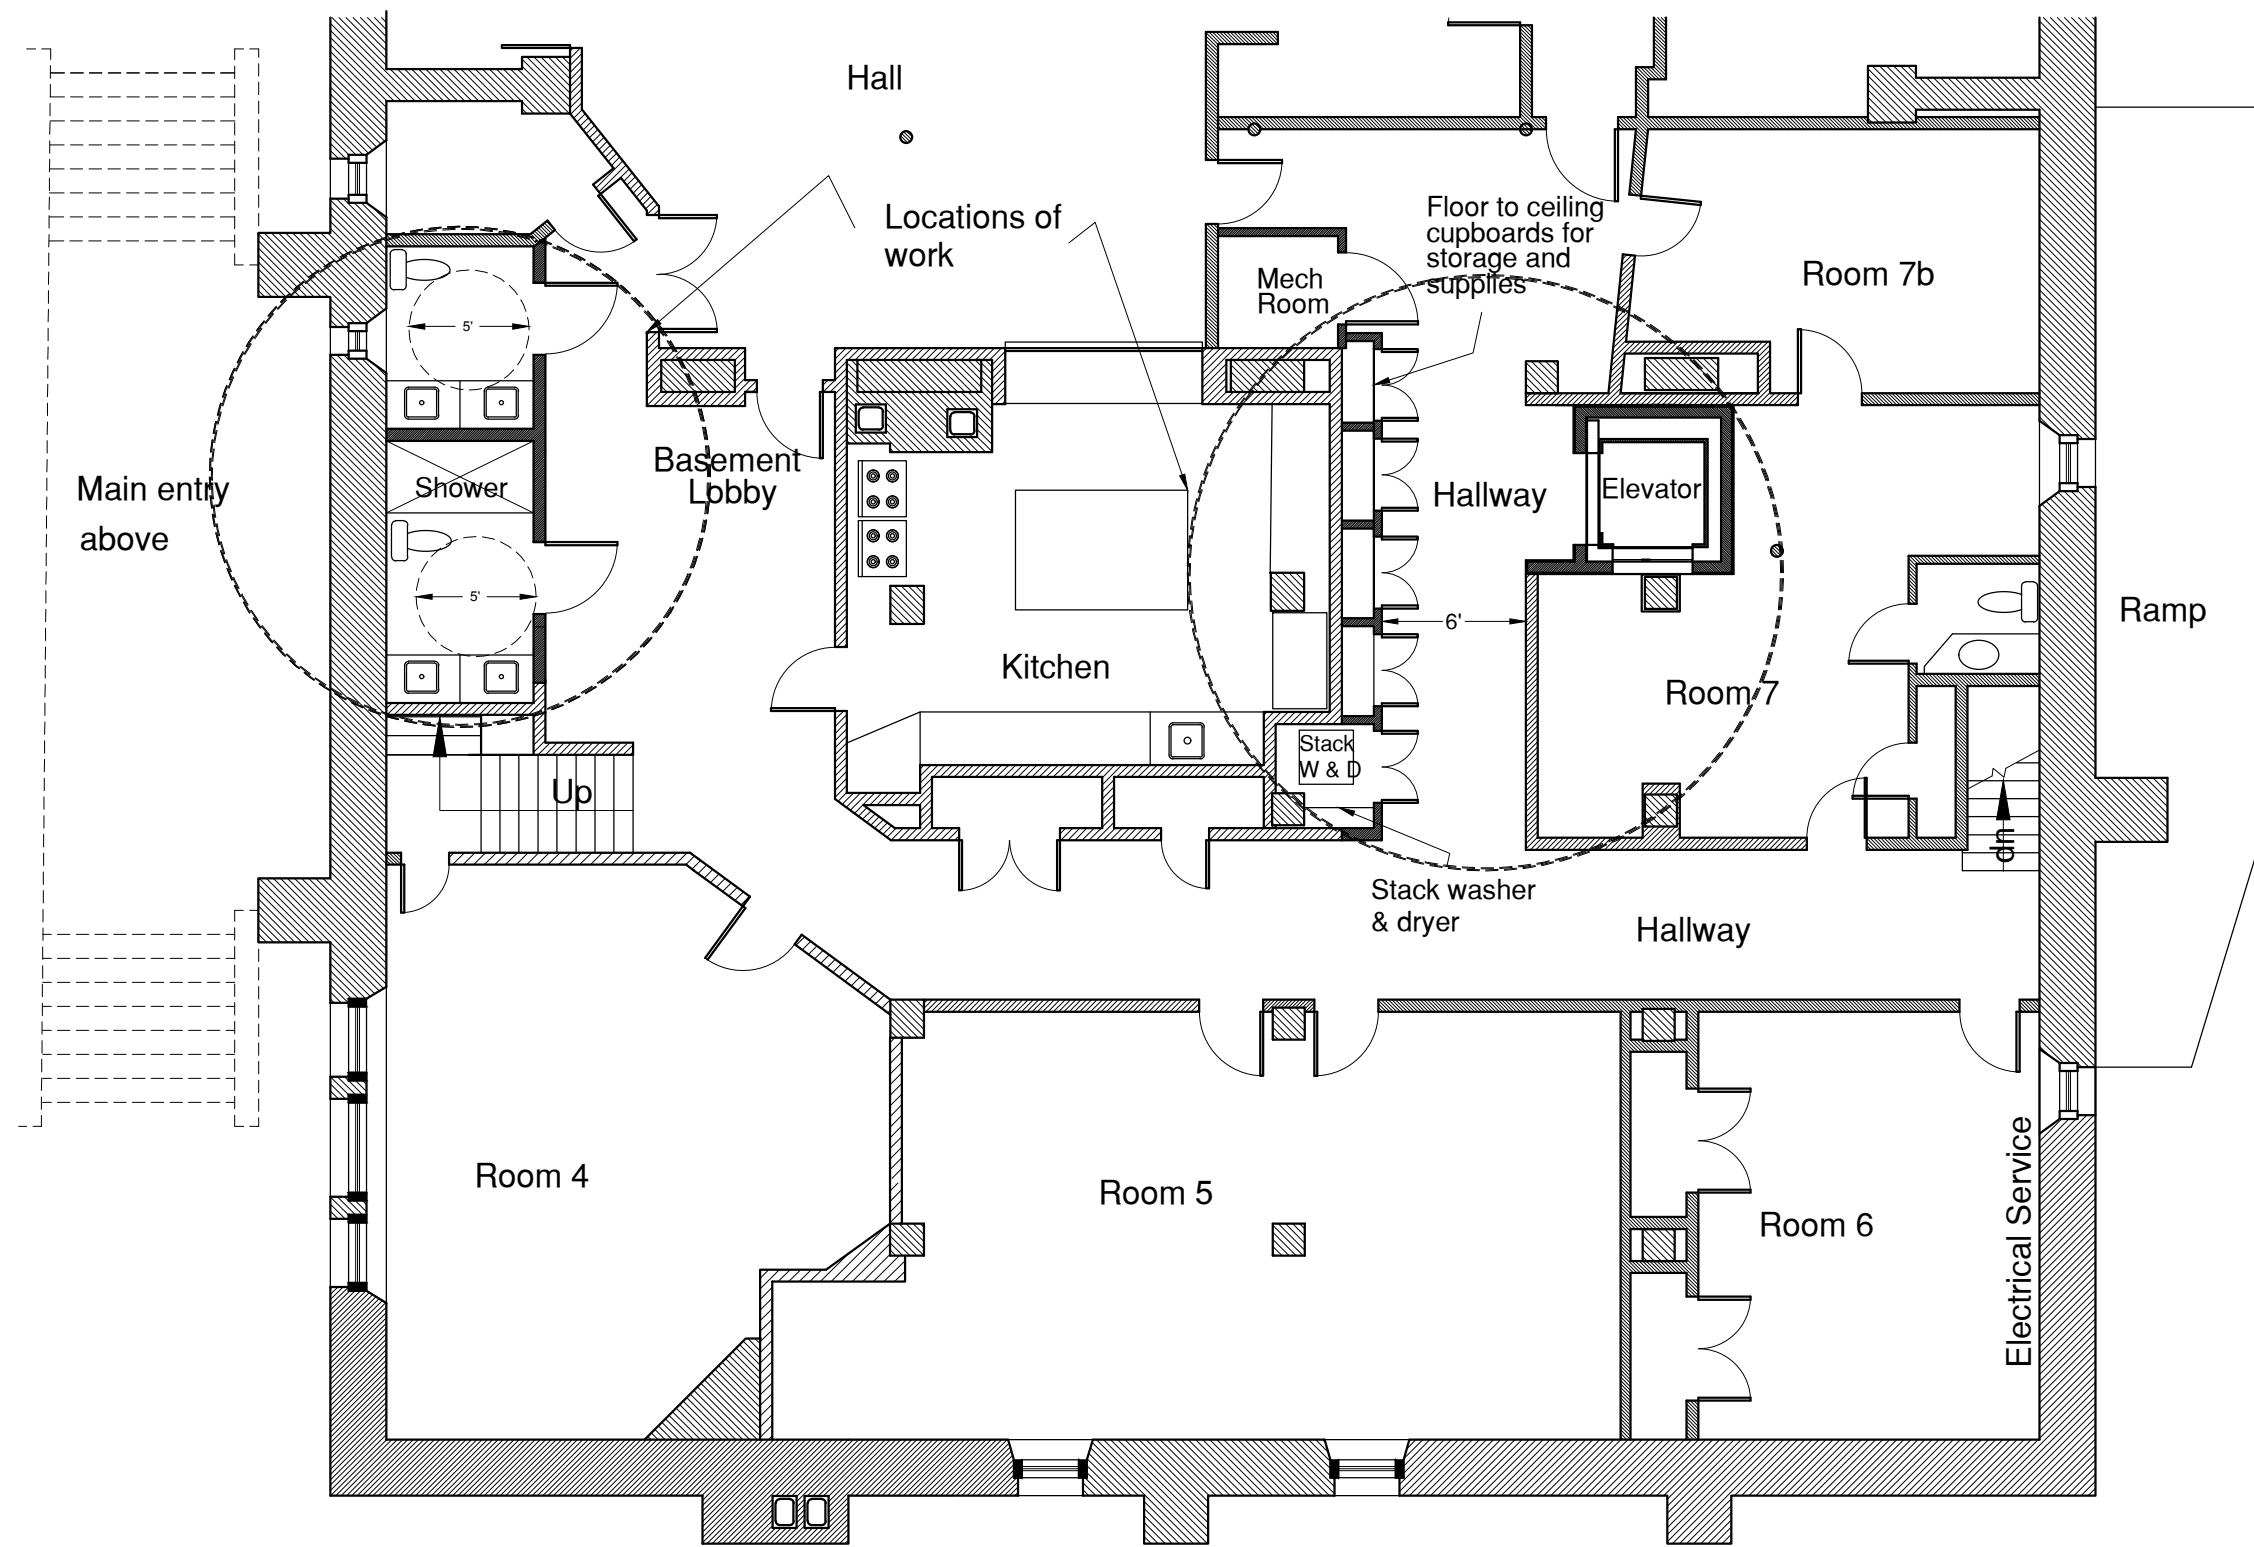 Hall
Locations of
work
Floor to ceiling
cupboards for
storage and
supplies
Mech
Room
Room 7b
5'
Basement
Lobby
Main entry
above
Shower
Hallway
Elevator
5'
6'
Ramp
Kitchen
Room 7
Stack
W & D
Up
up
Stack washer
& dryer
Hallway
Room 4
Room 5
Room 6
Electrical Service